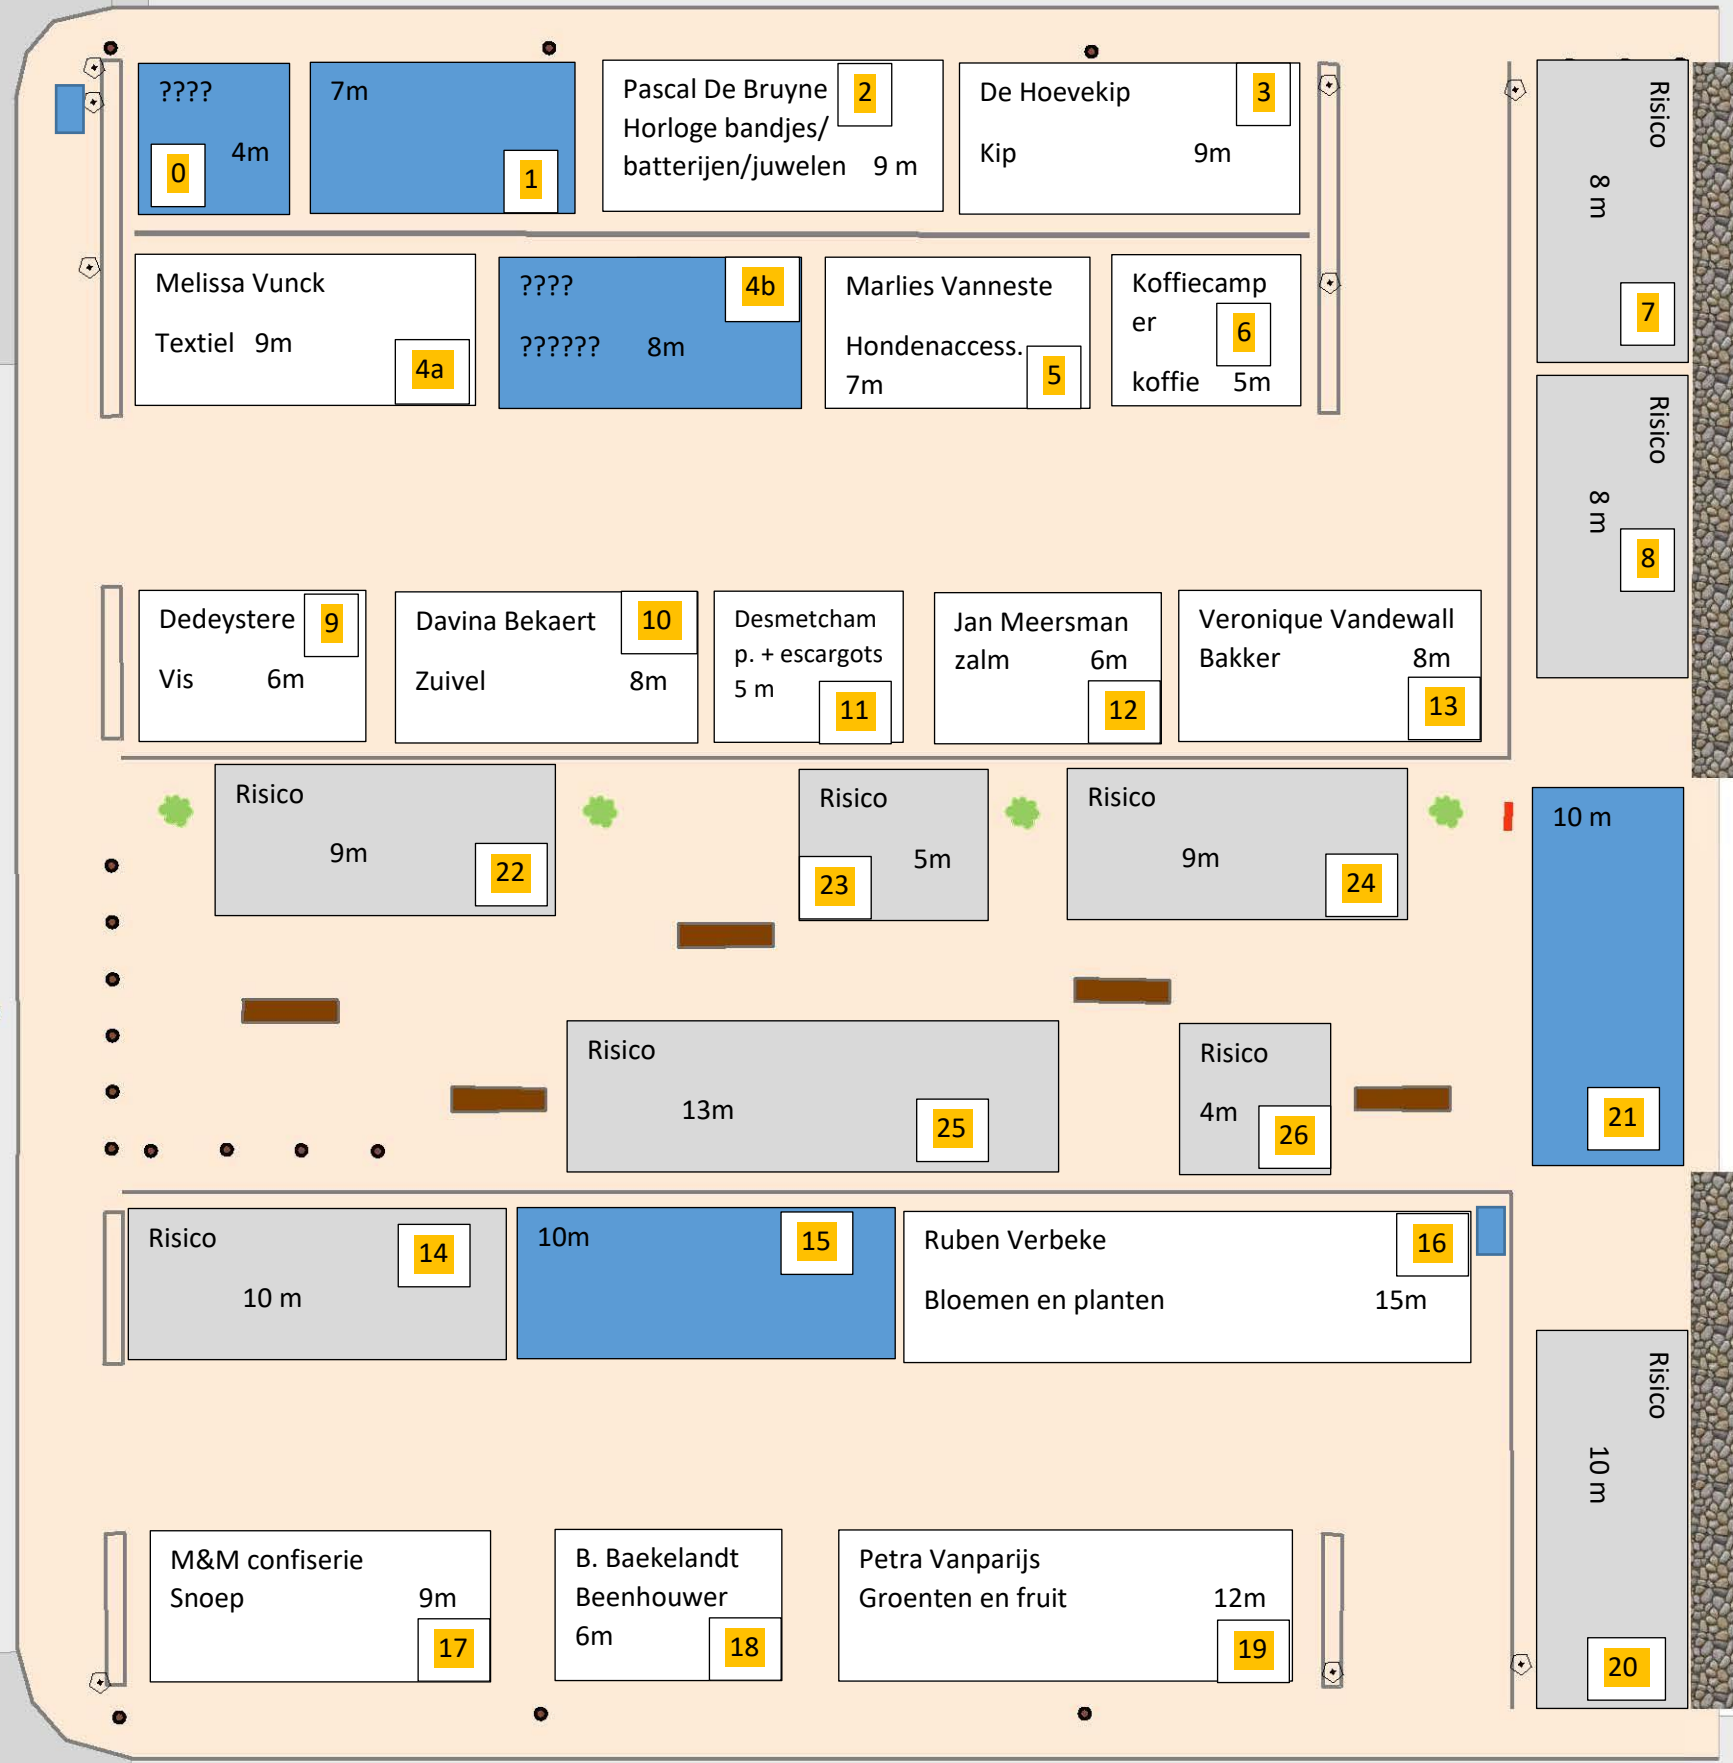 ????
4m
0
7m
1
Pascal De Bruyne
2
Horloge bandjes/
batterijen/juwelen 9 m
De Hoevekip
3
Kip 9m
Risico
8 m
7
Melissa Vunck
Textiel 9m
4a
????
4b
?????? 8m
Marlies Vanneste
Hondenaccess.
7m
5
Koffiecamp
er
6
koffie 5m
Risico
8 m
8
Dedeystere
9
Vis 6m
Davina Bekaert
10
Zuivel 8m
Desmetcham
p. + escargots
5 m
11
Jan Meersman
zalm 6m
12
Veronique Vandewall
Bakker 8m
13
Risico
9m
22
Risico
5m
23
Risico
9m
24
10 m
21
Risico
13m
25
Risico
4m
26
Risico
14
10 m
10m
15
Ruben Verbeke
16
Bloemen en planten 15m
Risico
10 m
20
M&M confiserie
Snoep 9m
17
B. Baekelandt
Beenhouwer
6m
18
Petra Vanparijs
Groenten en fruit 12m
19